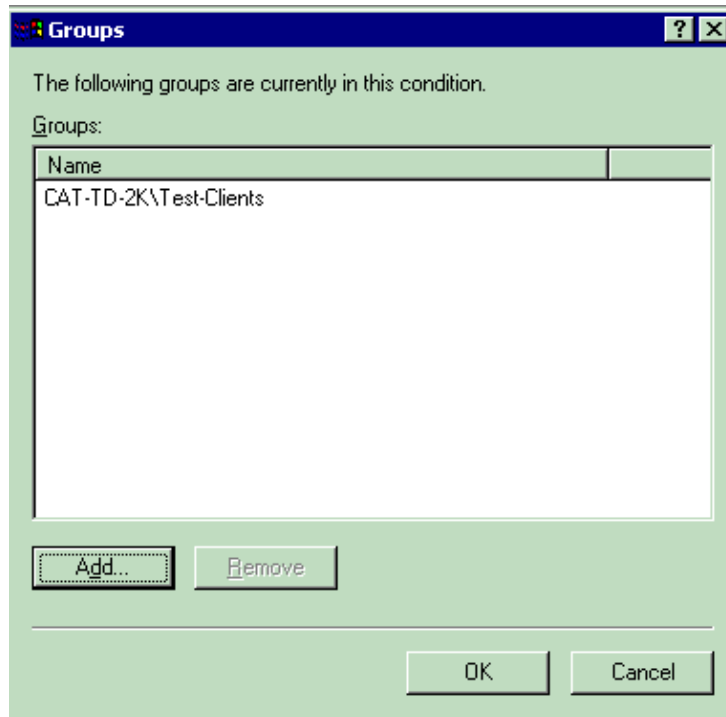 Groups
The following groups are currently in this condition.
Groups:
Name
CAT-TD-2K\Test-Clients
Add...
Remove
OK
Cancel